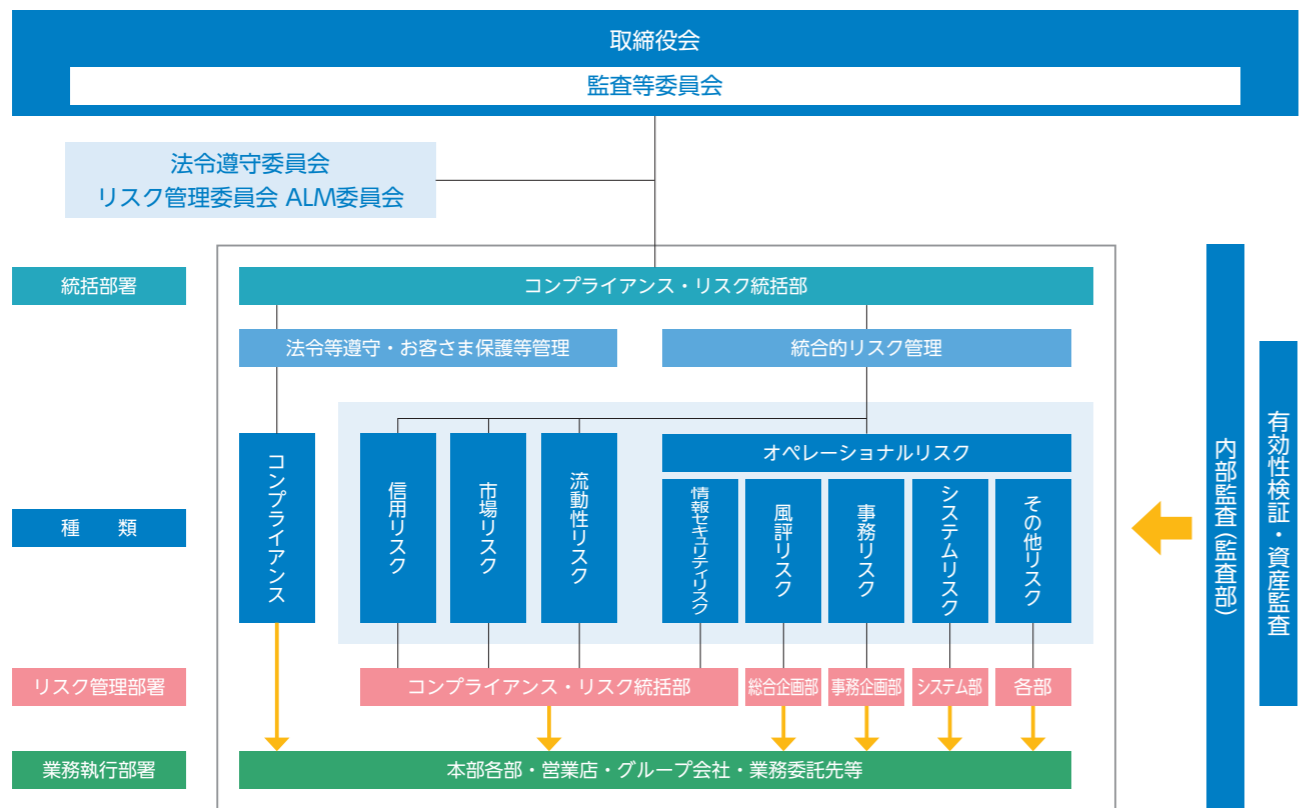 取締役会
監査等委員会
法令遵守委員会
リスク管理委員会 ALM委員会
統括部署
コンプライアンス・リスク統括部
法令等遵守・お客さま保護等管理
統合的リスク管理
種　類
コンプライアンス
信用リスク
市場リスク
流動性リスク
オペレーショナルリスク
情報セキュリティリスク
風評リスク
事務リスク
システムリスク
その他リスク
内部監査（監査部）
有効性検証・資産監査
リスク管理部署
コンプライアンス・リスク統括部
総合企画部
事務企画部
システム部
各部
業務執行部署
本部各部・営業店・グループ会社・業務委託先等